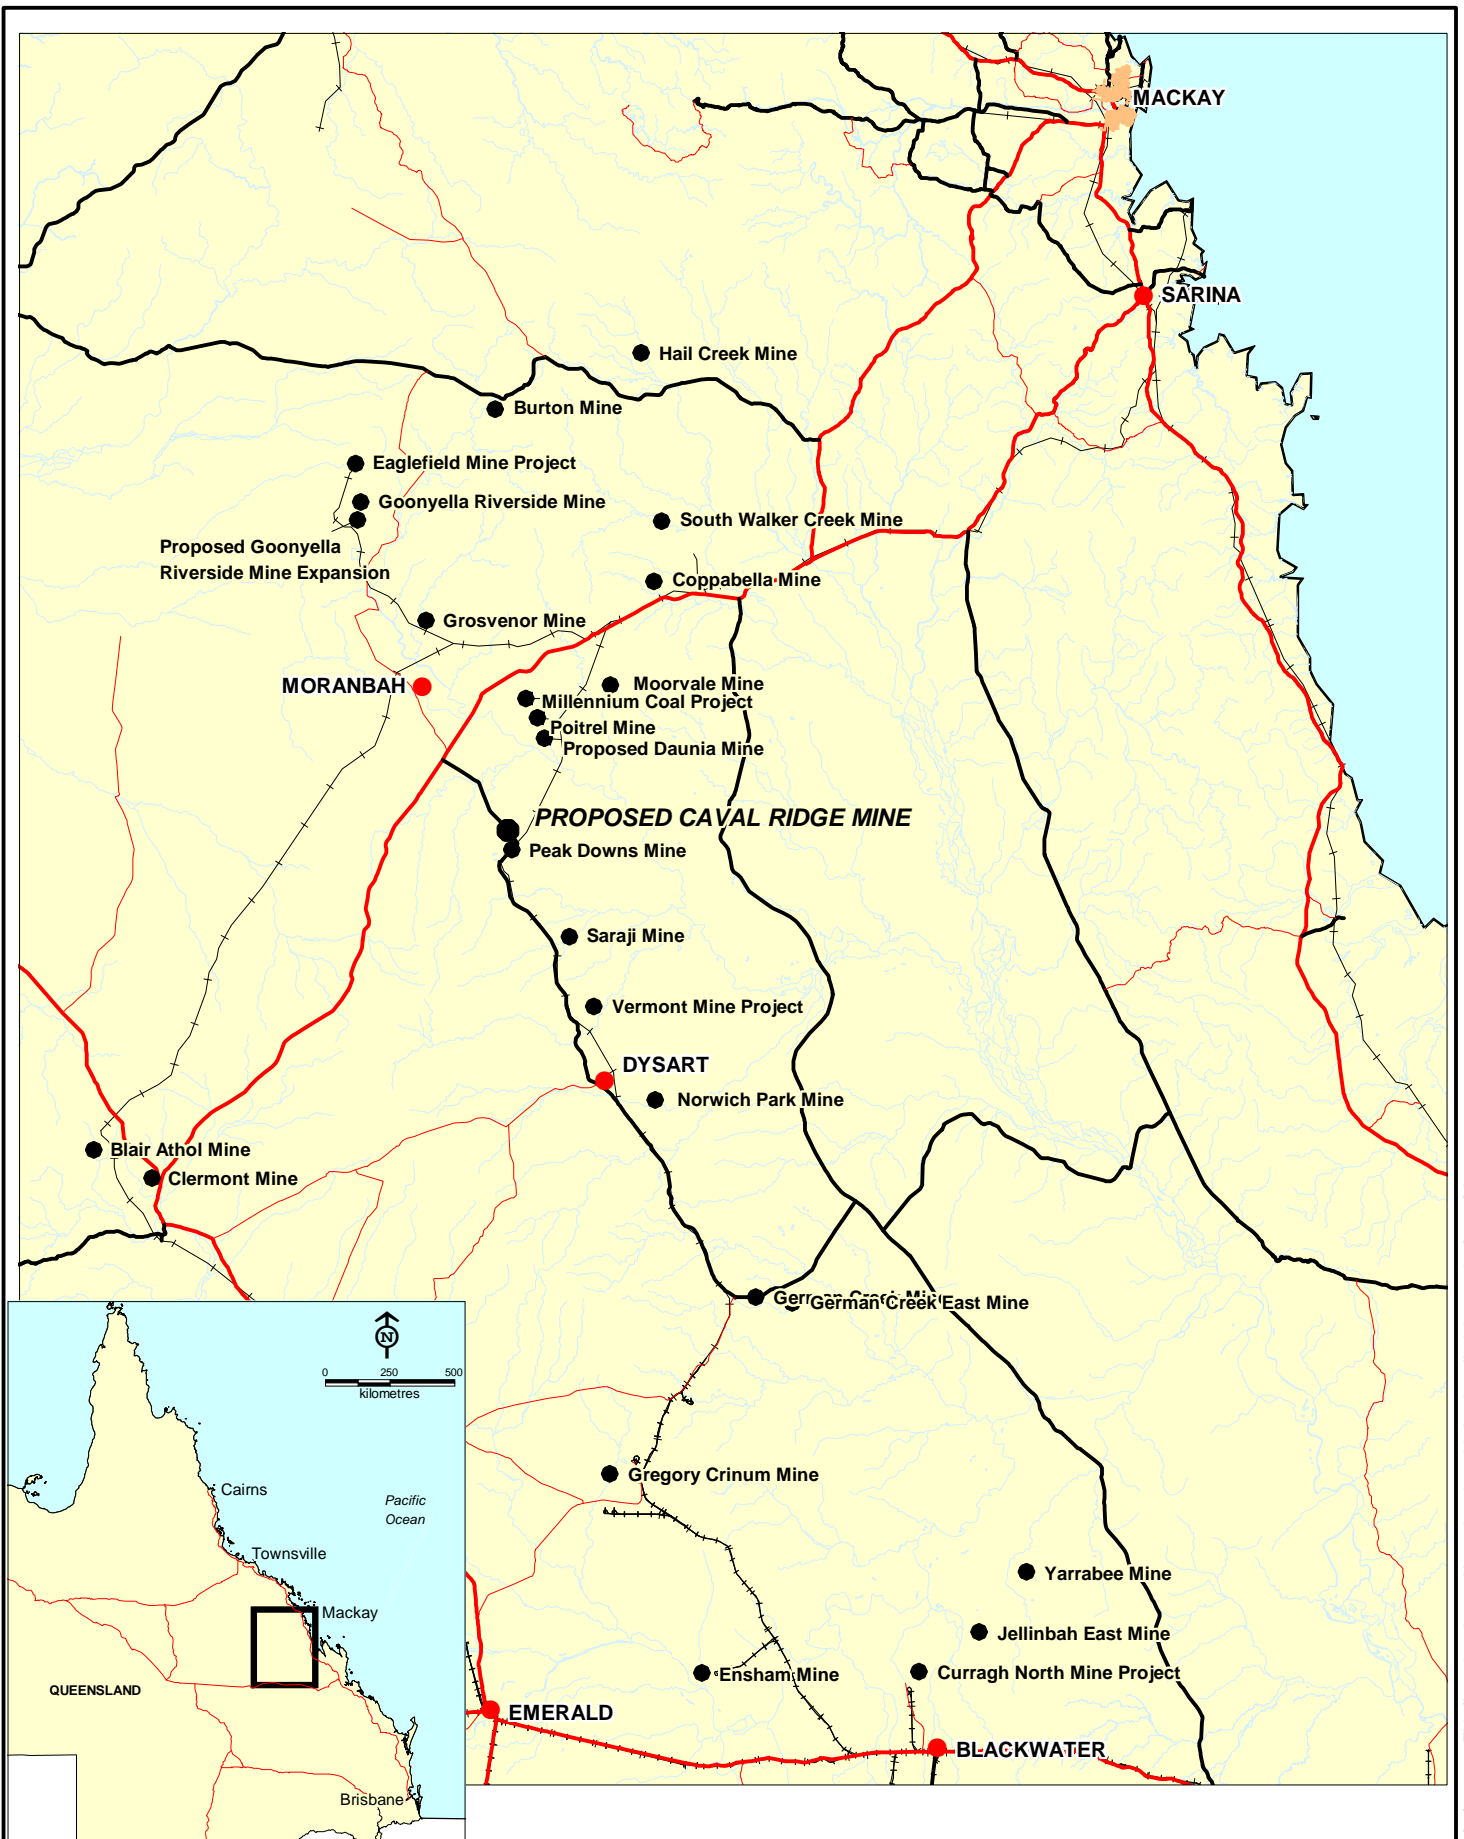 MACKAY
SARINA
Hail Creek Mine
Burton Mine
Eaglefield Mine Project
Goonyella Riverside Mine
South Walker Creek Mine
Proposed Goonyella
Riverside Mine Expansion
Coppabella Mine
Grosvenor Mine
MORANBAH
Moorvale Mine
Millennium Coal Project
Poitrel Mine
Proposed Daunia Mine
PROPOSED CAVAL RIDGE MINE
Peak Downs Mine
Saraji Mine
Vermont Mine Project
DYSART
Norwich Park Mine
Blair Athol Mine
Clermont Mine
German Creek Mine
German Creek East Mine
N
0 250 500
kilometres
Gregory Crinum Mine
Cairns
Pacific
Ocean
Townsville
Yarrabee Mine
Mackay
Jellinbah East Mine
Ensham Mine
Curragh North Mine Project
QUEENSLAND
EMERALD
BLACKWATER
Brisbane